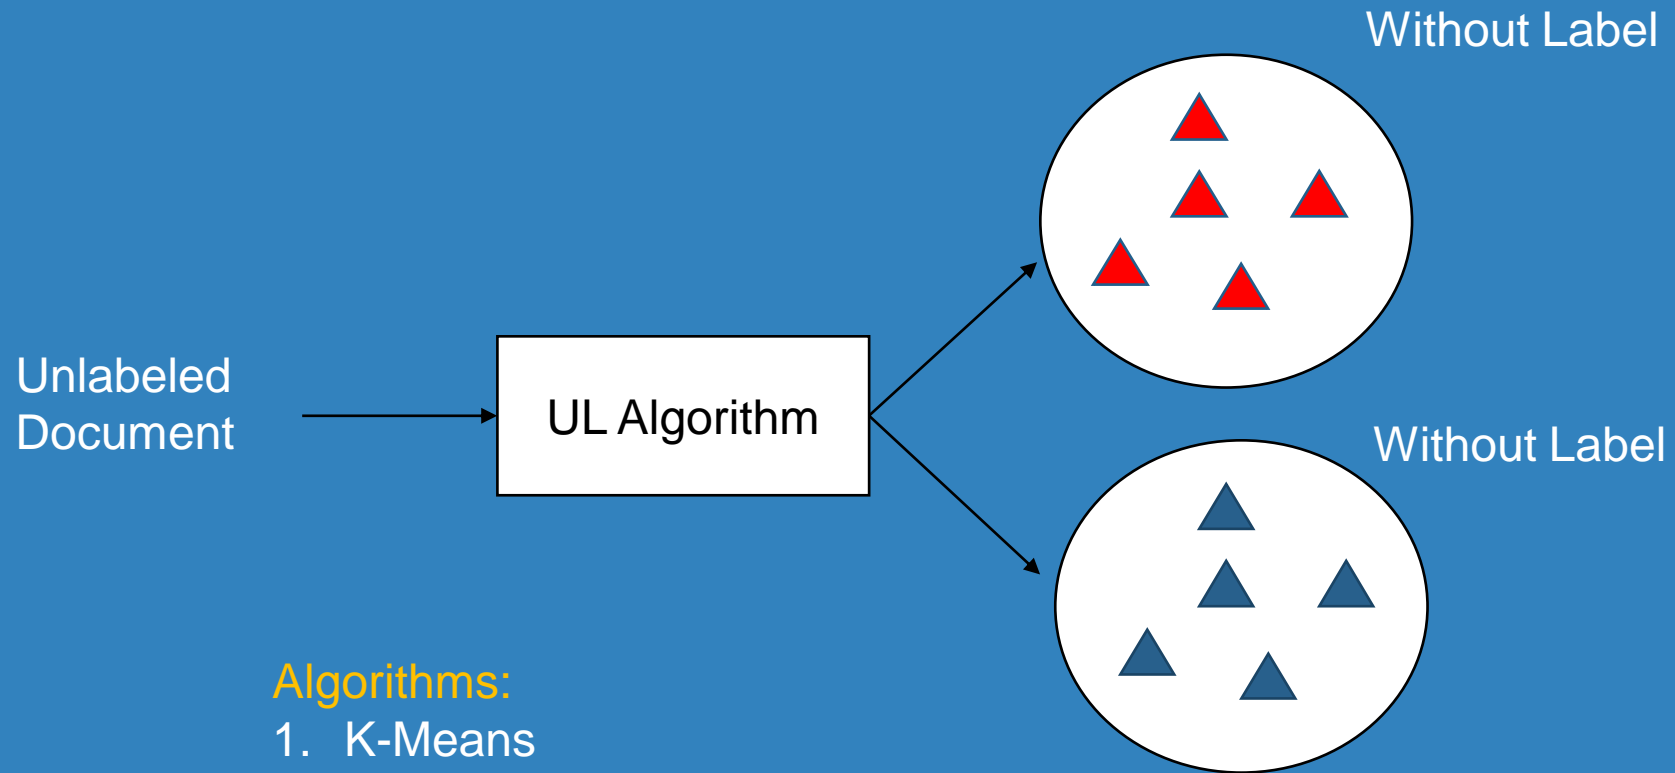 Without Label
Unlabeled
Document
UL Algorithm
Without Label
Algorithms:
1. K-Means